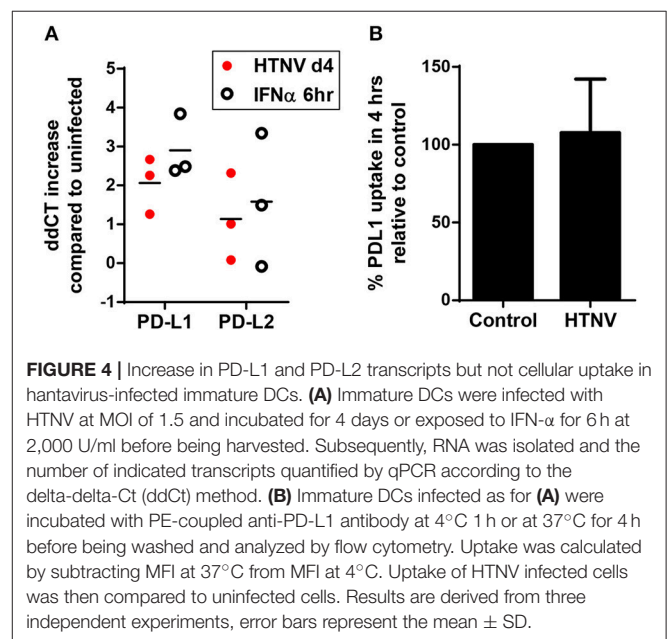 A
B
HTNV d4
IFNα 6hr
ddCT increase
compared to uninfected
5
4
3
2
1
0
-1
PD-L1
PD-L2
% PDL1 uptake in 4 hrs
relative to control
150
100
50
0
Control
HTNV
FIGURE 4 | Increase in PD-L1 and PD-L2 transcripts but not cellular uptake in
hantavirus-infected immature DCs. (A) Immature DCs were infected with
HTNV at MOI of 1.5 and incubated for 4 days or exposed to IFN-α for 6 h at
2,000 U/ml before being harvested. Subsequently, RNA was isolated and the
number of indicated transcripts quantified by qPCR according to the
delta-delta-Ct (ddCt) method. (B) Immature DCs infected as for (A) were
incubated with PE-coupled anti-PD-L1 antibody at 4°C 1 h or at 37°C for 4 h
before being washed and analyzed by flow cytometry. Uptake was calculated
by subtracting MFI at 37°C from MFI at 4°C. Uptake of HTNV infected cells
was then compared to uninfected cells. Results are derived from three
independent experiments, error bars represent the mean ± SD.